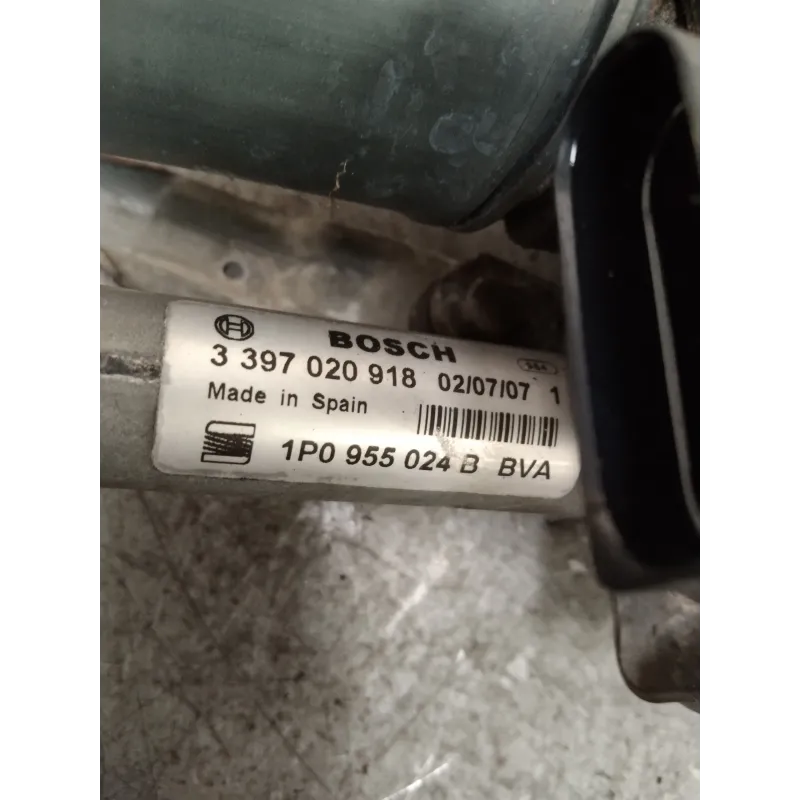 BOSCH
3 397 020 918 02/07/07 1
Made in Spain
1P0 955 024 B BVA